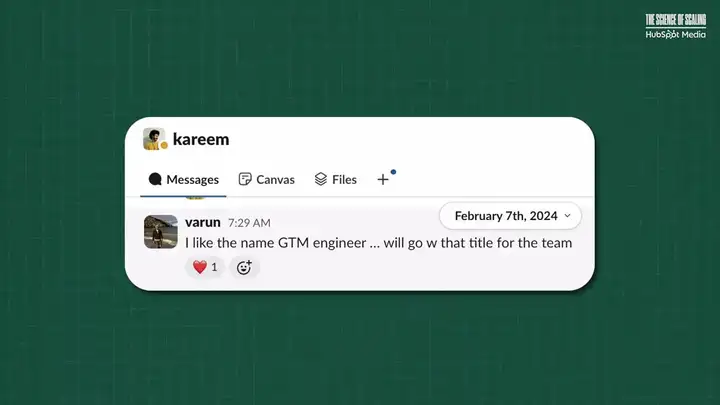 THE SCIENCE OF SCALING
HubSpot Media
kareem
Messages Canvas Files +
February 7th, 2024
varun 7:29 AM
I like the name GTM engineer ... will go w that title for the team
❤️ 1